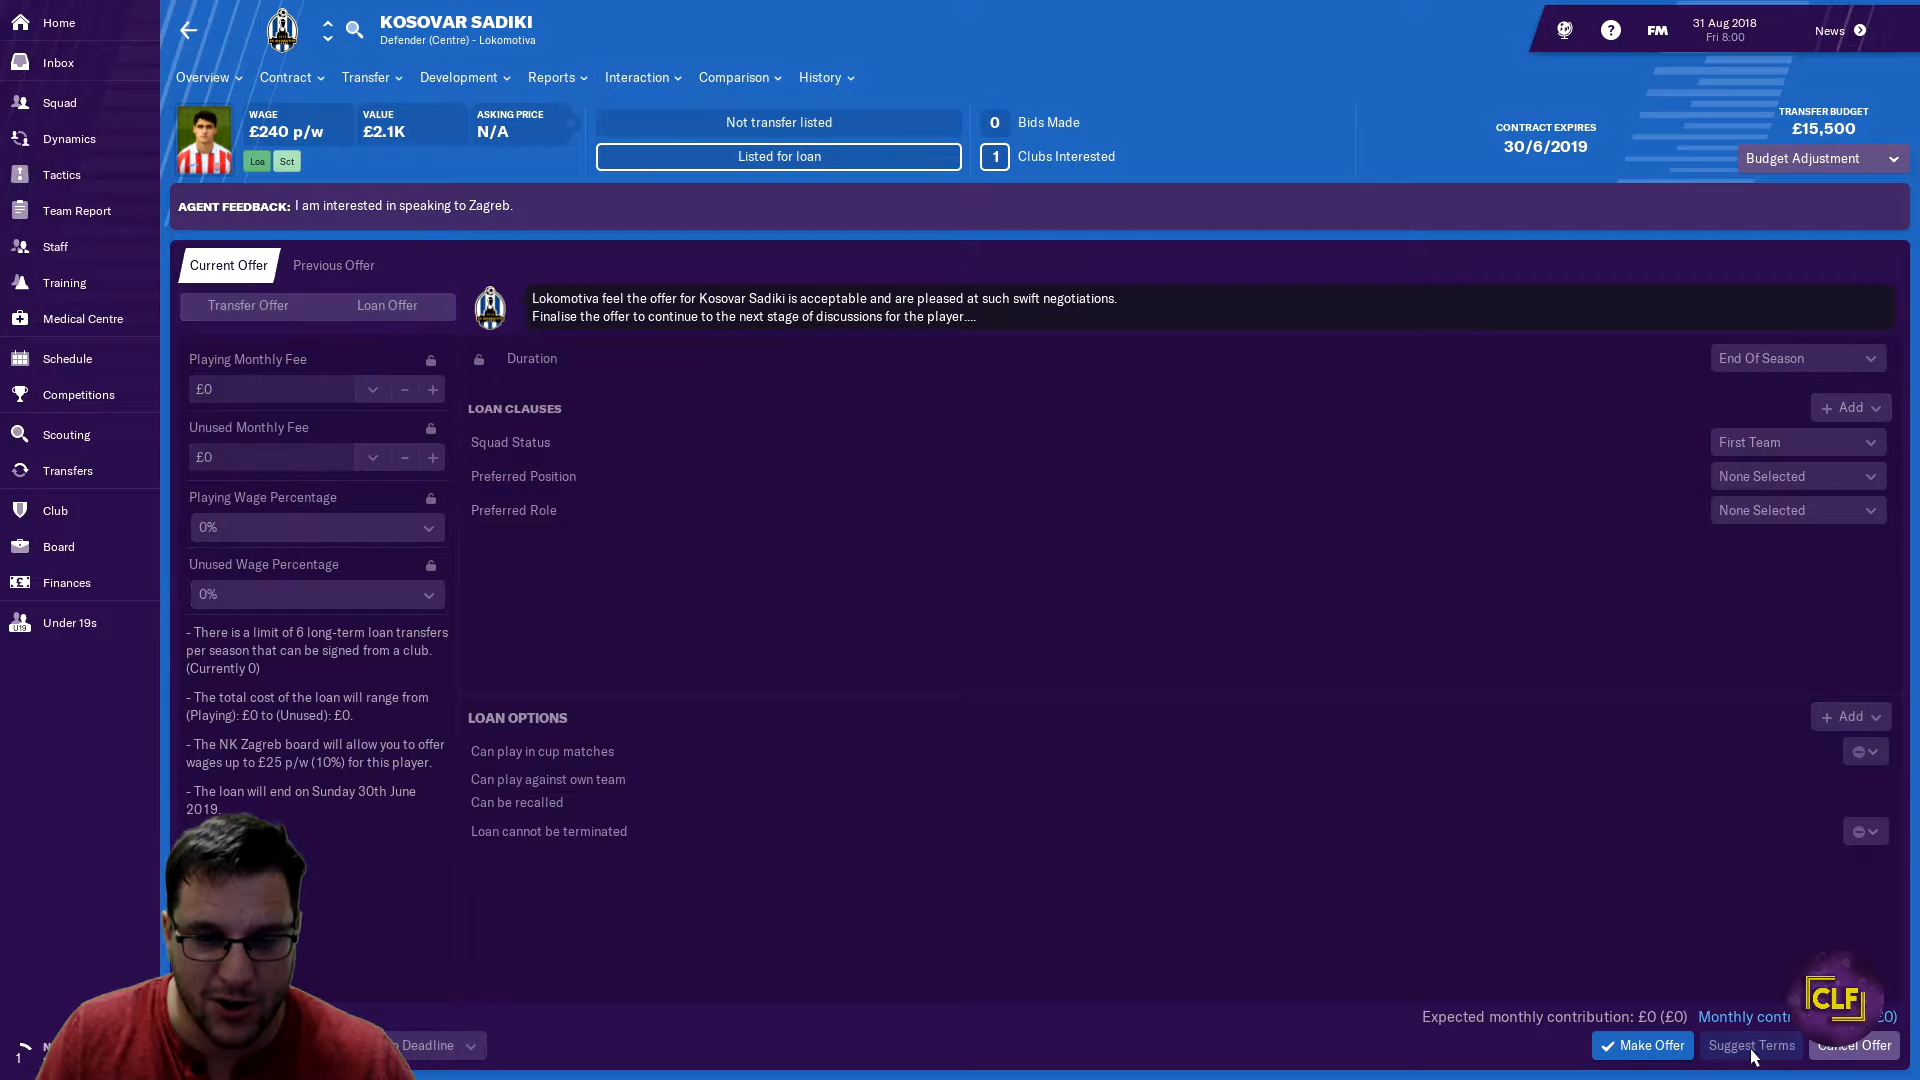 Home
Inbox
Squad
Dynamics
Tactics
Team Report
Staff
Training
Medical Centre
Schedule
Competitions
Scouting
Transfers
Club
Board
Finances
U19
Under 19s
1
KOSOVAR SADIKI
Defender (Centre) - Lokomotiva
?
FM
31 Aug 2018
Fri 8:00
News
Overview
Contract
Transfer
Development
Reports
Interaction
Comparison
History
WAGE
£240 p/w
VALUE
£2.1K
ASKING PRICE
N/A
Loa
Sct
Not transfer listed
Listed for loan
0 Bids Made
1 Clubs Interested
CONTRACT EXPIRES
30/6/2019
TRANSFER BUDGET
£15,500
Budget Adjustment
AGENT FEEDBACK: I am interested in speaking to Zagreb.
Current Offer
Previous Offer
Transfer Offer
Loan Offer
Lokomotiva feel the offer for Kosovar Sadiki is acceptable and are pleased at such swift negotiations.
Finalise the offer to continue to the next stage of discussions for the player....
Playing Monthly Fee
£0
Unused Monthly Fee
£0
Playing Wage Percentage
0%
Unused Wage Percentage
0%
- There is a limit of 6 long-term loan transfers
per season that can be signed from a club.
(Currently 0)
- The total cost of the loan will range from
(Playing): £0 to (Unused): £0.
- The NK Zagreb board will allow you to offer
wages up to £25 p/w (10%) for this player.
- The loan will end on Sunday 30th June
2019.
Duration
End Of Season
LOAN CLAUSES
+ Add
Squad Status
First Team
Preferred Position
None Selected
Preferred Role
None Selected
LOAN OPTIONS
+ Add
Can play in cup matches
Can play against own team
Can be recalled
Loan cannot be terminated
CLF
Expected monthly contribution: £0 (£0)
Monthly cont
£0)
Deadline
Make Offer
Suggest Terms
Cancel Offer